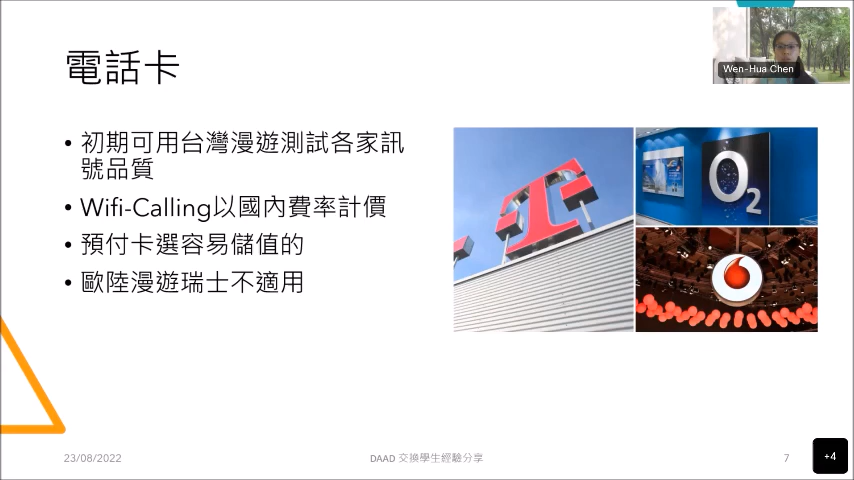 電話卡
Wen-Hua Chen
• 初期可用台灣漫遊測試各家訊
號品質
• Wifi-Calling以國內費率計價
• 預付卡選容易儲值的
• 歐陸漫遊瑞士不適用
T
O2
23/08/2022
DAAD 交換學生經驗分享
7
+4